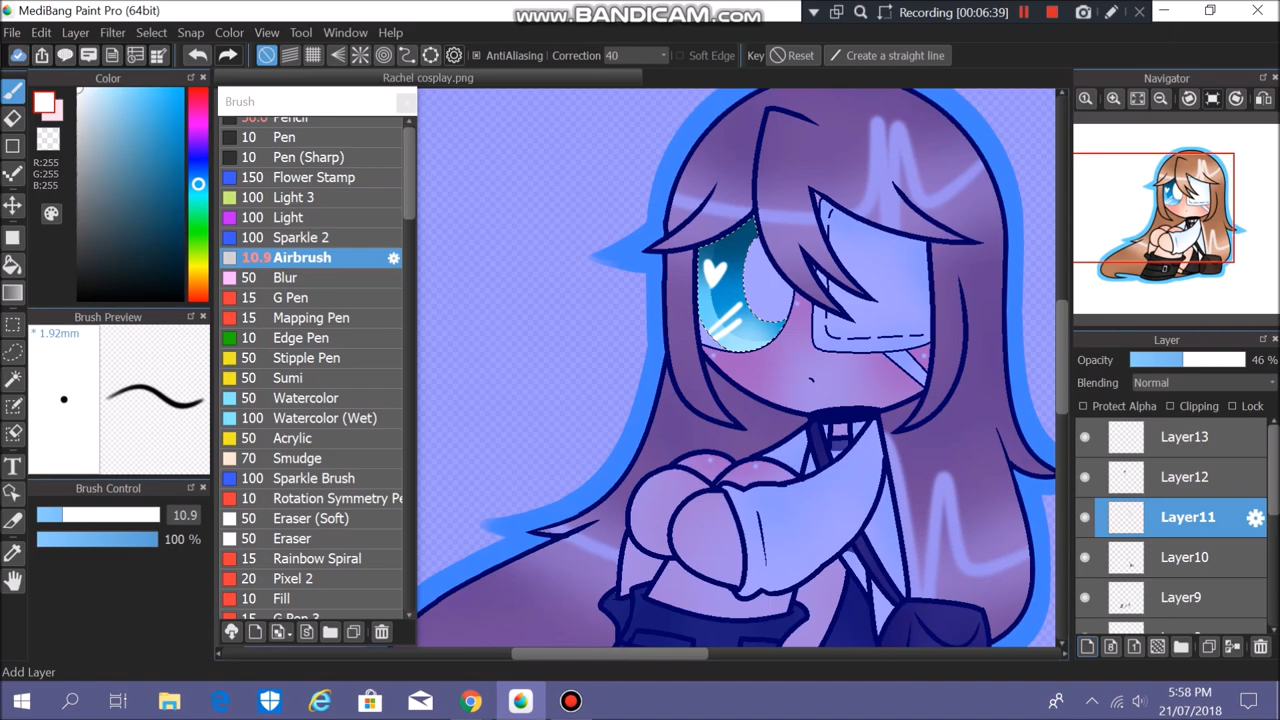 MediBang Paint Pro (64bit)
www.BANDICAM.com
Recording [00:06:39]
File Edit Layer Filter Select Snap Color View Tool Window Help
AntiAliasing Correction 40 Soft Edge Key Reset Create a straight line
Rachel cosplay.png
Color
R:255
G:255
B:255
Brush Preview
* 1.92mm
Brush Control
10.9
100 %
Add Layer
Brush
50.0 Pencil
10 Pen
10 Pen (Sharp)
150 Flower Stamp
100 Light 3
100 Light
100 Sparkle 2
10.9 Airbrush
50 Blur
15 G Pen
15 Mapping Pen
10 Edge Pen
50 Stipple Pen
50 Sumi
50 Watercolor
100 Watercolor (Wet)
50 Acrylic
70 Smudge
100 Sparkle Brush
10 Rotation Symmetry Pe
50 Eraser (Soft)
50 Eraser
15 Rainbow Spiral
20 Pixel 2
10 Fill
15 G Pen 3
Navigator
Layer
Opacity 46 %
Blending Normal
Protect Alpha Clipping Lock
Layer13
Layer12
Layer11
Layer10
Layer9
5:58 PM
21/07/2018